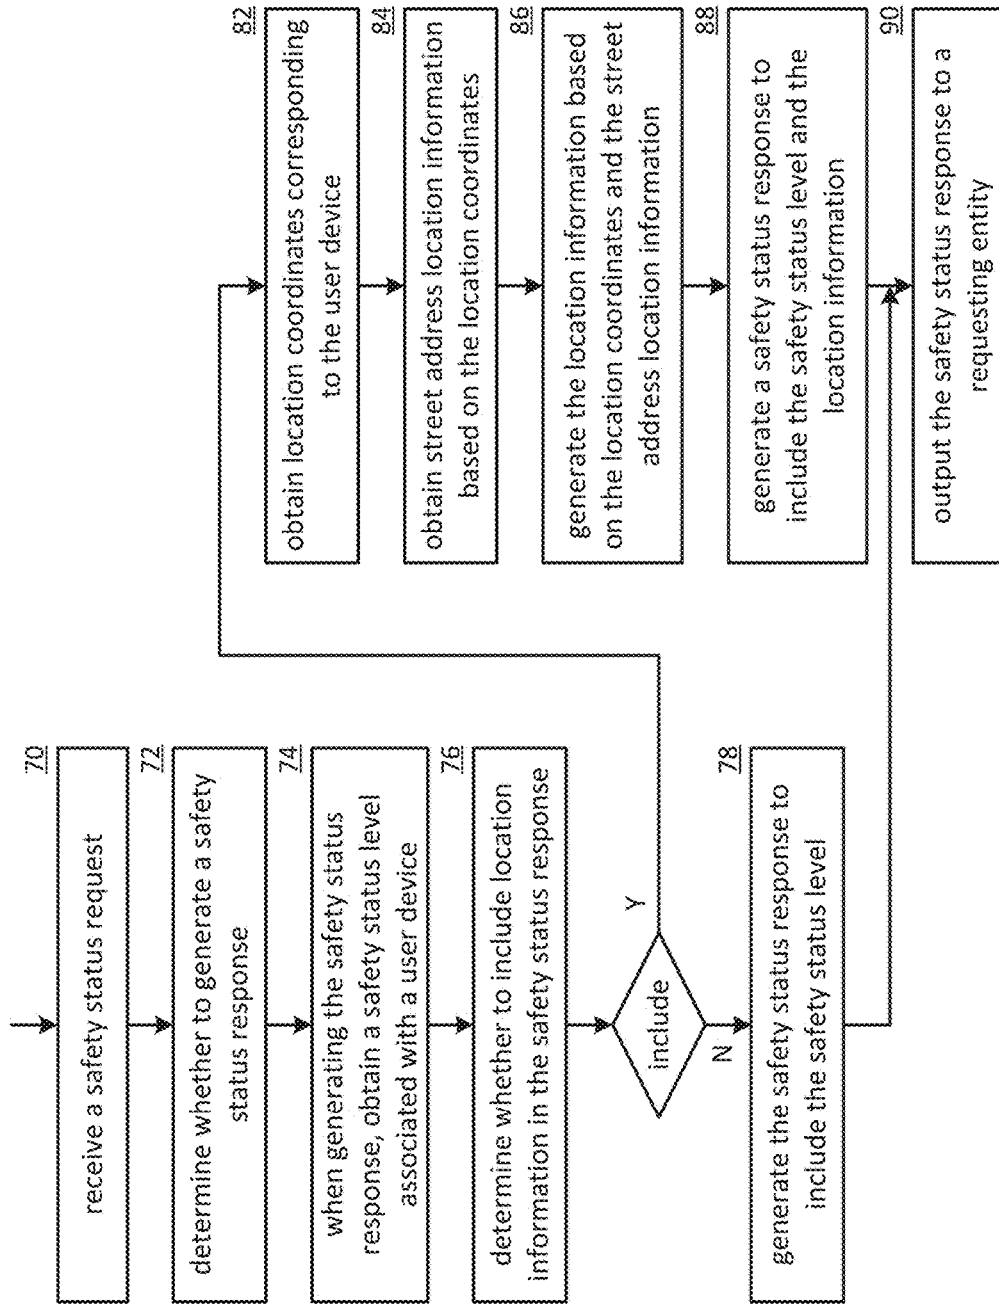 70
receive a safety status request
72
determine whether to generate a safety
status response
74
when generating the safety status
response, obtain a safety status level
associated with a user device
76
determine whether to include location
information in the safety status response
include
Y
N
78
generate the safety status response to
include the safety status level
82
obtain location coordinates corresponding
to the user device
84
obtain street address location information
based on the location coordinates
86
generate the location information based
on the location coordinates and the street
address location information
88
generate a safety status response to
include the safety status level and the
location information
90
output the safety status response to a
requesting entity